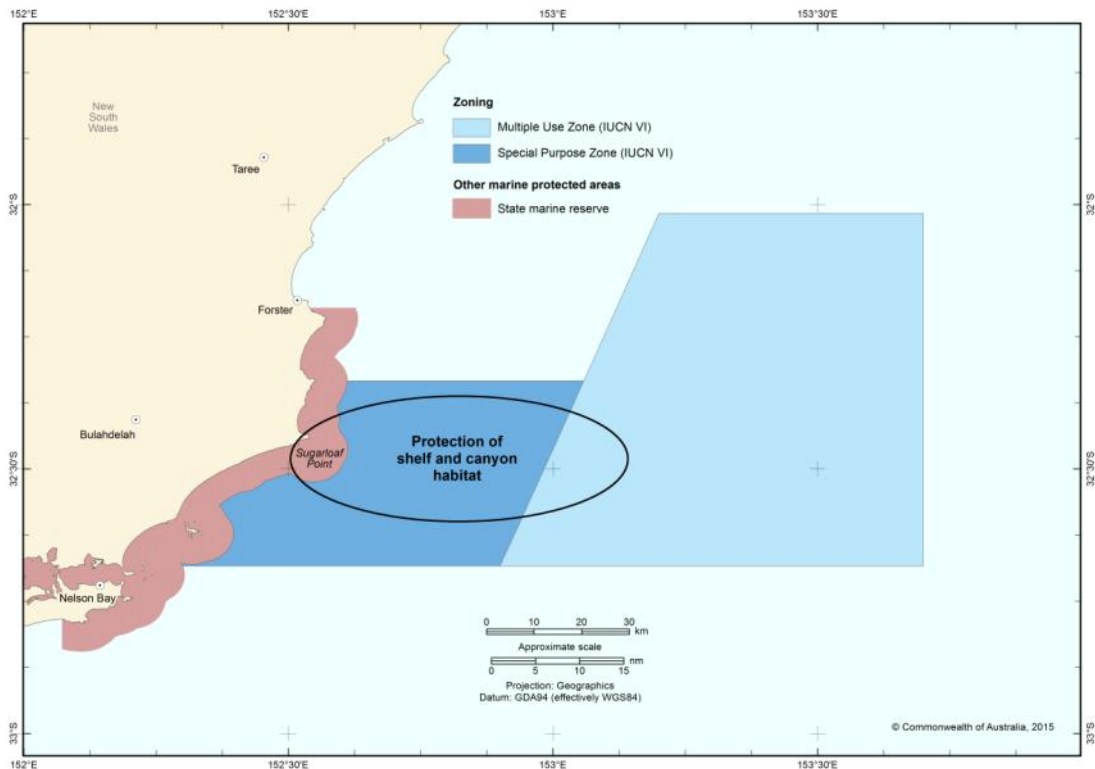 152°E
152°30'E
153°E
153°30'E
New
South
Wales
Zoning
Multiple Use Zone (IUCN VI)
Special Purpose Zone (IUCN VI)
Other marine protected areas
State marine reserve
Taree
32°S
32°S
Forster
Bulahdelah
Sugarloaf
Point
Protection of
shelf and canyon
habitat
32°30'S
32°30'S
Nelson Bay
0 10 20 30
km
Approximate scale
0 5 10 15
nm
Projection: Geographics
Datum: GDA94 (effectively WGS84)
© Commonwealth of Australia, 2015
33°S
33°S
152°E
152°30'E
153°E
153°30'E